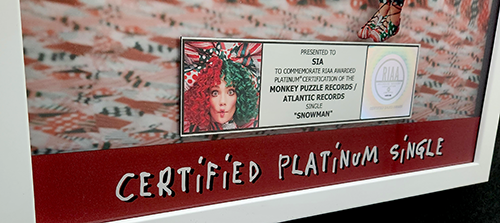 PRESENTED TO
SIA
TO COMMEMORATE RIAA AWARDED
PLATINUM CERTIFICATION OF THE
MONKEY PUZZLE RECORDS /
ATLANTIC RECORDS
SINGLE
"SNOWMAN"
RIAA
CERTiFiED PLATiNUM SiNGLE